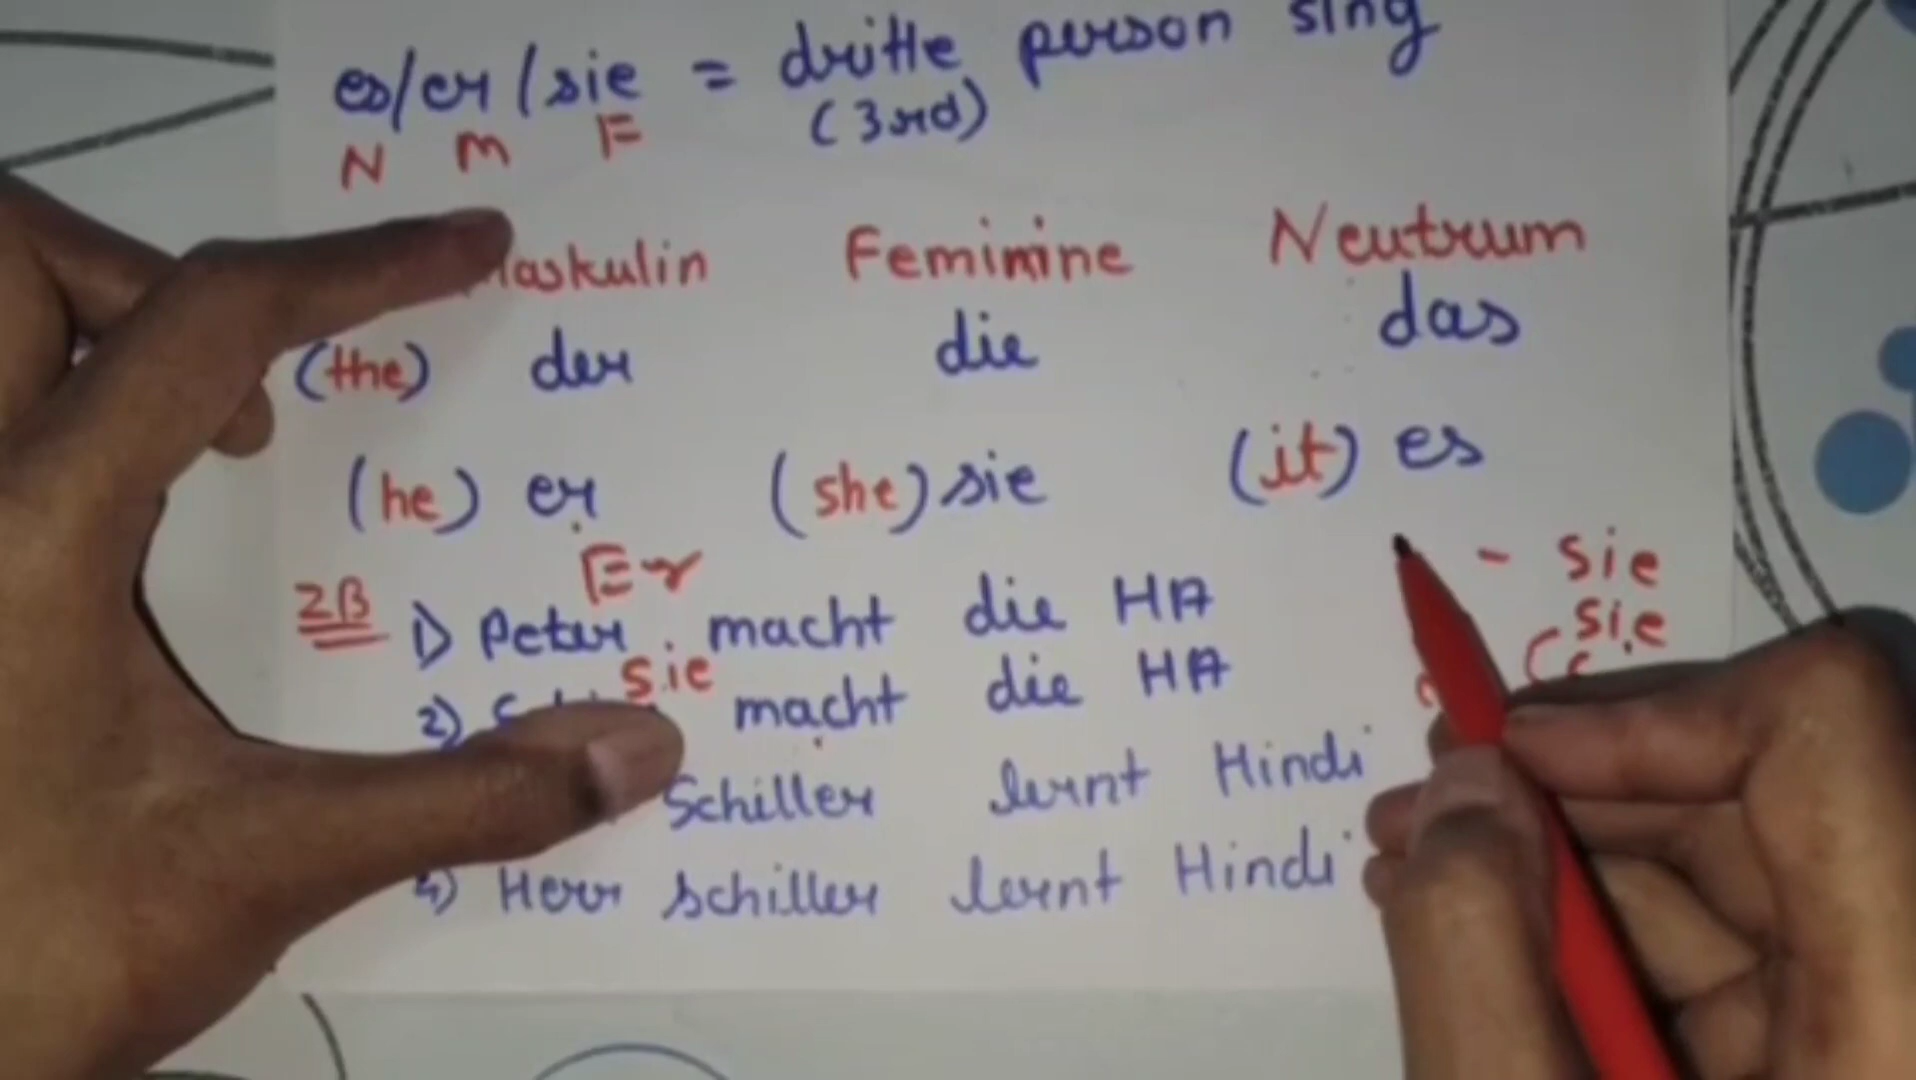 es/er/sie = dritte person sing
N M F (3rd)
Maskulin Feminine Neutrum
(the) der die das
(he) er (she) sie (it) es
Er - sie
ZB 1) Peter macht die HA sie
sie
2) macht die HA
Schiller lernt Hindi
4) Herr Schiller lernt Hindi